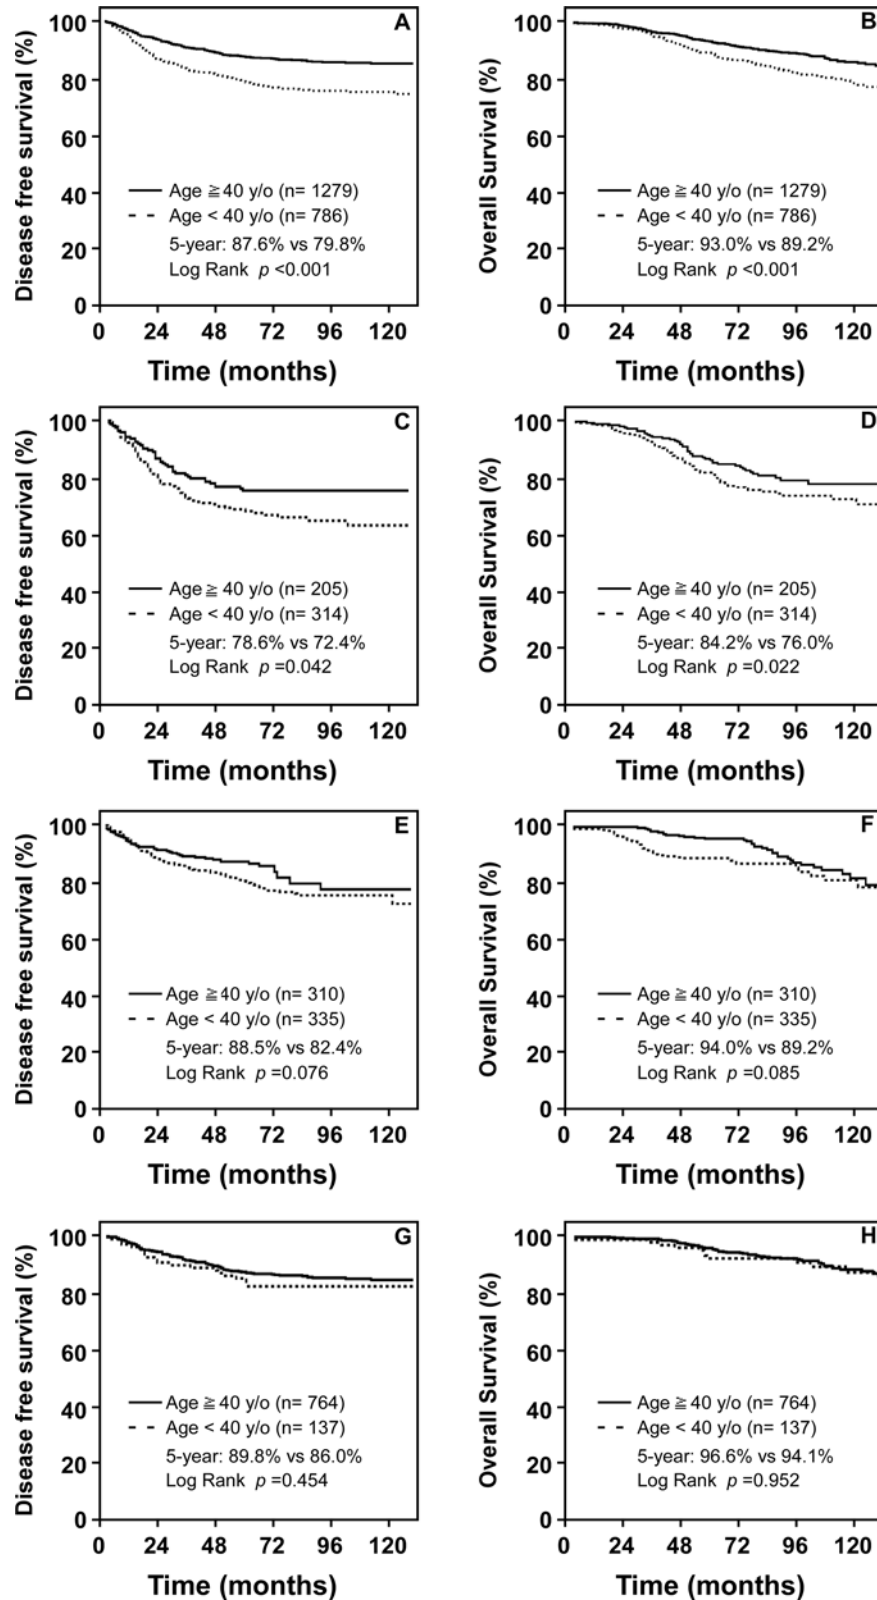 A
Disease free survival (%)
100
80
60
40
20
0
Age ≧40 y/o (n= 1279)
Age < 40 y/o (n= 786)
5-year: 87.6% vs 79.8%
Log Rank p <0.001
0 24 48 72 96 120
Time (months)
B
Overall Survival (%)
100
80
60
40
20
0
Age ≧40 y/o (n= 1279)
Age < 40 y/o (n= 786)
5-year: 93.0% vs 89.2%
Log Rank p <0.001
0 24 48 72 96 120
Time (months)
C
Disease free survival (%)
100
80
60
40
20
0
Age ≧ 40 y/o (n= 205)
Age < 40 y/o (n= 314)
5-year: 78.6% vs 72.4%
Log Rank p =0.042
0 24 48 72 96 120
Time (months)
D
Overall Survival (%)
100
80
60
40
20
0
Age ≧ 40 y/o (n= 205)
Age < 40 y/o (n= 314)
5-year: 84.2% vs 76.0%
Log Rank p =0.022
0 24 48 72 96 120
Time (months)
E
Disease free survival (%)
100
80
60
40
20
0
Age ≧40 y/o (n= 310)
Age < 40 y/o (n= 335)
5-year: 88.5% vs 82.4%
Log Rank p =0.076
0 24 48 72 96 120
Time (months)
F
Overall Survival (%)
100
80
60
40
20
0
Age ≧40 y/o (n= 310)
Age < 40 y/o (n= 335)
5-year: 94.0% vs 89.2%
Log Rank p =0.085
0 24 48 72 96 120
Time (months)
G
Disease free survival (%)
100
80
60
40
20
0
Age ≧ 40 y/o (n= 764)
Age < 40 y/o (n= 137)
5-year: 89.8% vs 86.0%
Log Rank p =0.454
0 24 48 72 96 120
Time (months)
H
Overall Survival (%)
100
80
60
40
20
0
Age ≧ 40 y/o (n= 764)
Age < 40 y/o (n= 137)
5-year: 96.6% vs 94.1%
Log Rank p =0.952
0 24 48 72 96 120
Time (months)